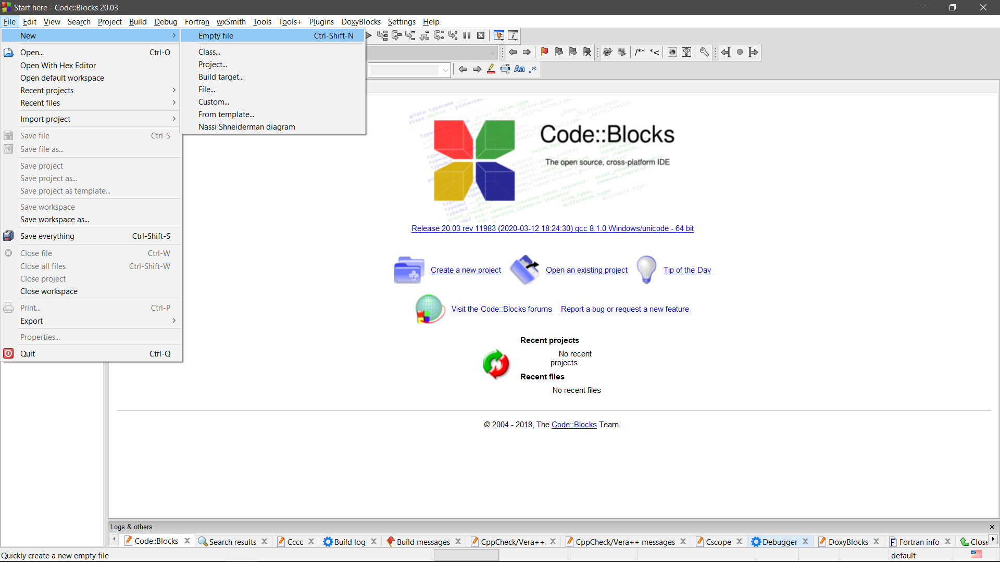 Start here - Code::Blocks 20.03
File Edit View Search Project Build Debug Fortran wxSmith Tools Tools+ Plugins DoxyBlocks Settings Help
New
Open... Ctrl-O
Open With Hex Editor
Open default workspace
Recent projects
Recent files
Import project
Save file Ctrl-S
Save file as...
Save project
Save project as...
Save project as template...
Save workspace
Save workspace as...
Save everything Ctrl-Shift-S
Close file Ctrl-W
Close all files Ctrl-Shift-W
Close project
Close workspace
Print... Ctrl-P
Export
Properties...
Quit Ctrl-Q
Empty file Ctrl-Shift-N
Class...
Project...
Build target...
File...
Custom...
From template...
Nassi Shneiderman diagram
/** *<
Aa .*
Code::Blocks
The open source, cross-platform IDE
Release 20.03 rev 11983 (2020-03-12 18:24:30) gcc 8.1.0 Windows/unicode - 64 bit
Create a new project Open an existing project Tip of the Day
Visit the Code::Blocks forums Report a bug or request a new feature
Recent projects
No recent
projects
Recent files
No recent files
© 2004 - 2018, The Code::Blocks Team.
Logs & others
Code::Blocks Search results Cccc Build log Build messages CppCheck/Vera++ CppCheck/Vera++ messages Cscope Debugger DoxyBlocks Fortran info Close
Quickly create a new empty file default